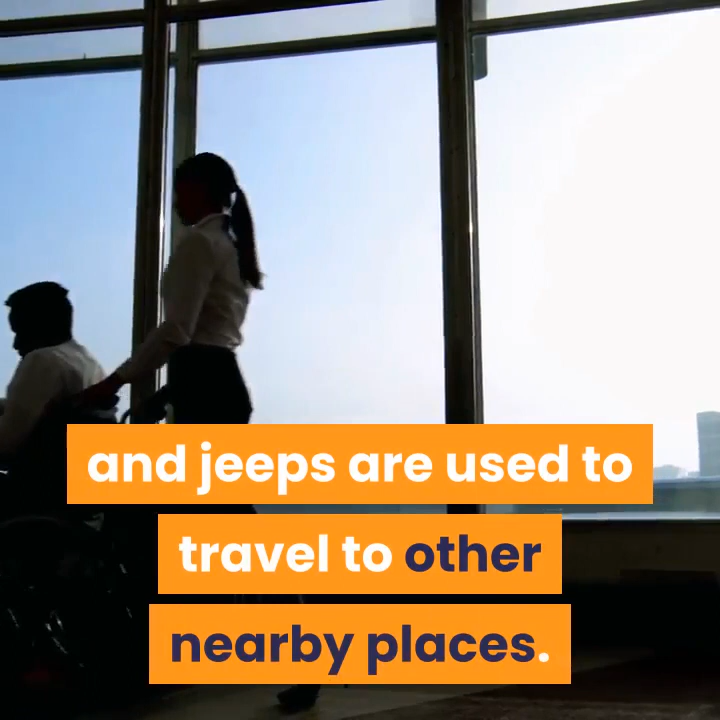 and jeeps are used to
travel to other
nearby places.